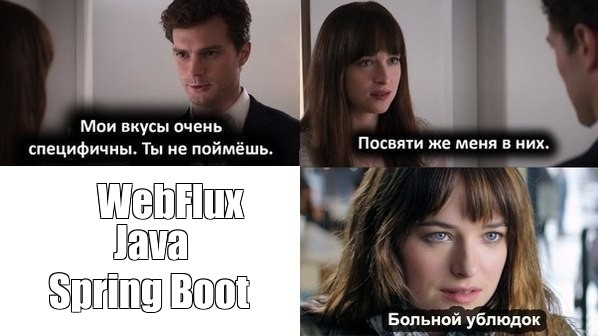 Мои вкусы очень
специфичны. Ты не поймёшь.
Посвяти же меня в них.
WebFlux
Java
Spring Boot
Больной ублюдок